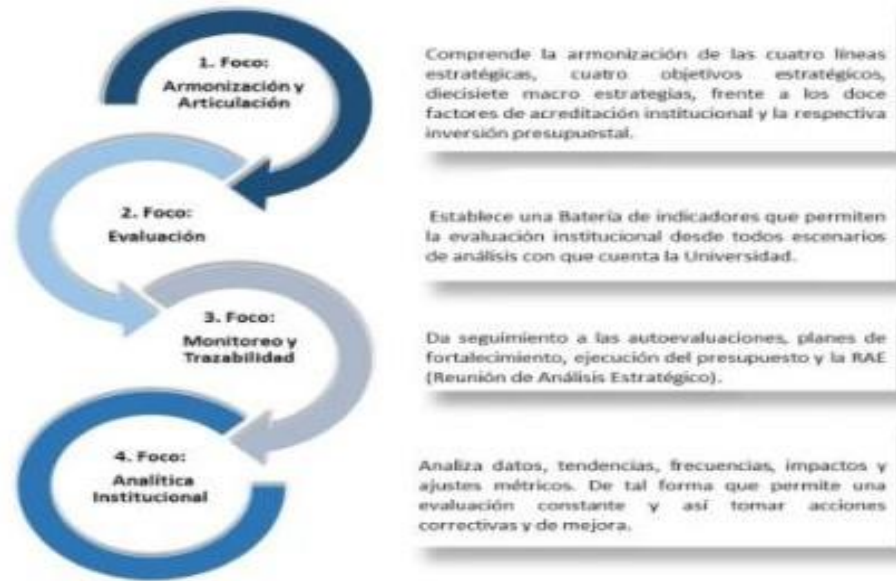 1. Foco:
Armonización y
Articulación
Comprende la armonización de las cuatro líneas
estratégicas, cuatro objetivos estratégicos,
diecisiete macro estrategias, frente a los doce
factores de acreditación institucional y la respectiva
inversión presupuestal.
2. Foco:
Evaluación
Establece una Batería de indicadores que permiten
la evaluación institucional desde todos escenarios
de análisis con que cuenta la Universidad.
3. Foco:
Monitoreo y
Trazabilidad
Da seguimiento a las autoevaluaciones, planes de
fortalecimiento, ejecución del presupuesto y la RAE
(Reunión de Análisis Estratégico).
4. Foco:
Analítica
Institucional
Analiza datos, tendencias, frecuencias, impactos y
ajustes métricos. De tal forma que permite una
evaluación constante y así tomar acciones
correctivas y de mejora.